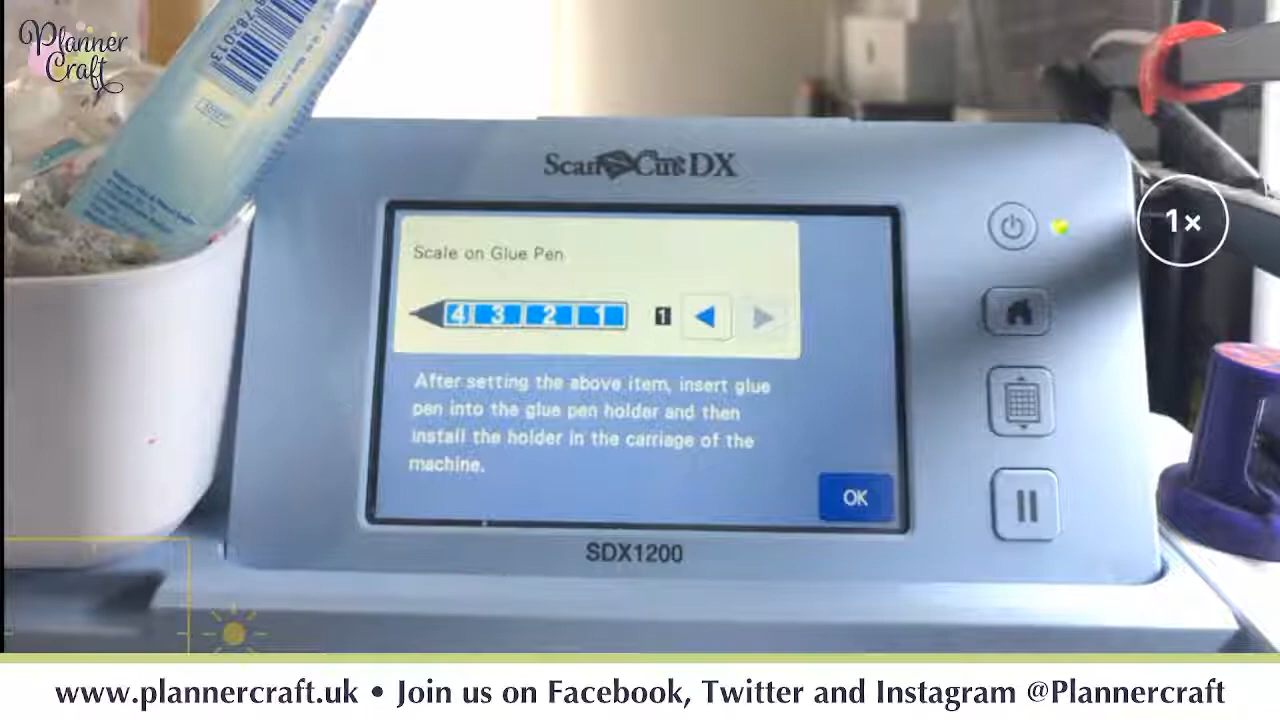 Planner
Craft
782013
ScanNCut DX
1×
Scale on Glue Pen
4 3 2 1 1
After setting the above item, insert glue
pen into the glue pen holder and then
install the holder in the carriage of the
machine.
OK
SDX1200
www.plannercraft.uk • Join us on Facebook, Twitter and Instagram @Plannercraft